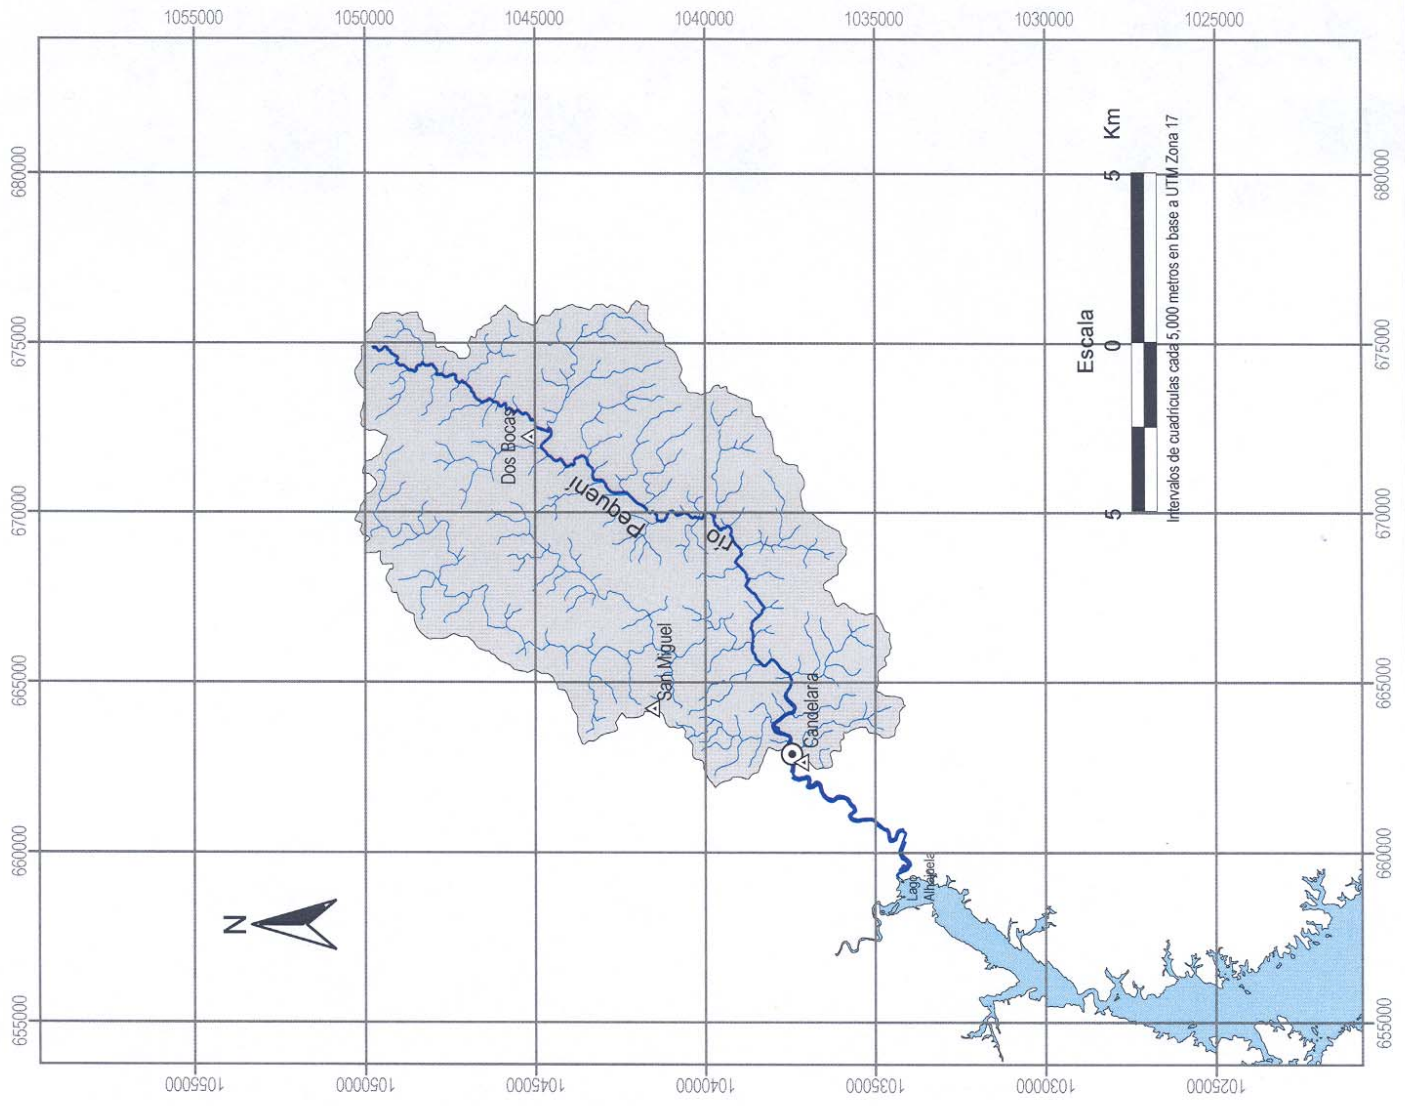 1055000
1050000
1045000
1040000
1035000
1030000
1025000
680000
675000
670000
665000
660000
655000
680000
675000
670000
665000
660000
655000
1055000
1050000
1045000
1040000
1035000
1030000
1025000
N
Dos Bocas
río Pequení
San Miguel
Candelaria
Lago
Alhajuela
Escala
5 0 5 Km
Intervalos de cuadrículas cada 5,000 metros en base a UTM Zona 17